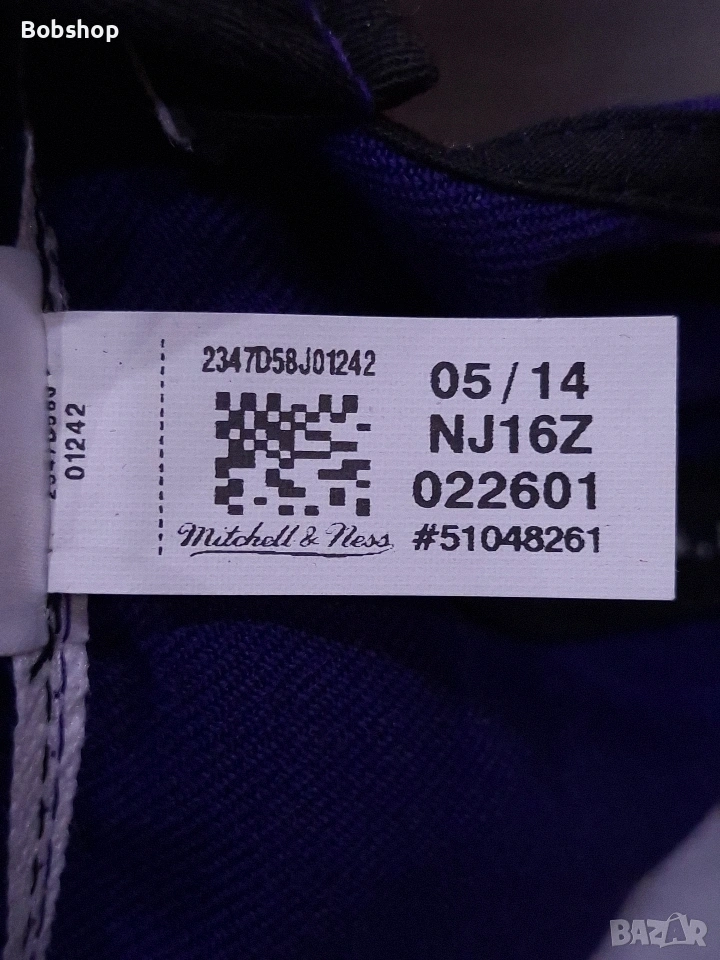 Bobshop
2347D58J01242
05/14
NJ16Z
022601
#51048261
Mitchell & Ness
01242
BAZAR